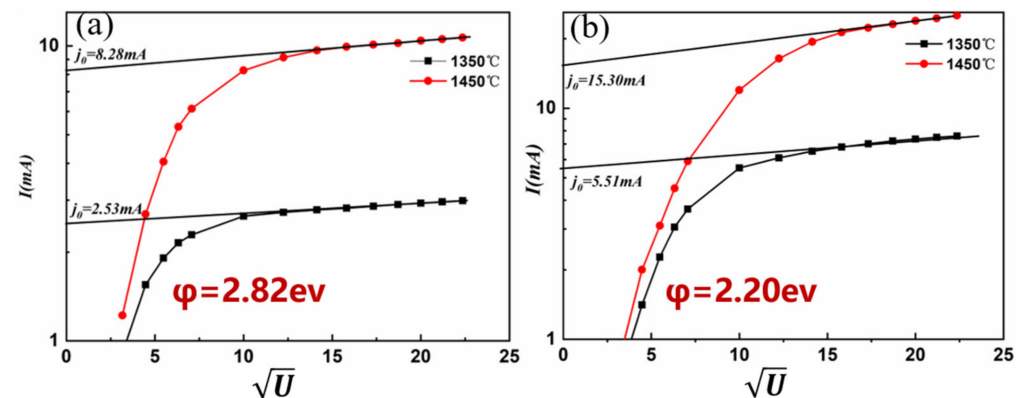 (a)
10
1
I(mA)
j₀=8.28mA
j₀=2.53mA
1350℃
1450℃
φ=2.82ev
0 5 10 15 20 25
√U
(b)
10
1
I(mA)
j₀=15.30mA
j₀=5.51mA
1350℃
1450℃
φ=2.20ev
0 5 10 15 20 25
√U